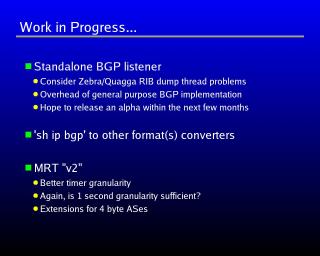 Work in Progress...
Standalone BGP listener
Consider Zebra/Quagga RIB dump thread problems
Overhead of general purpose BGP implementation
Hope to release an alpha within the next few months
'sh ip bgp' to other format(s) converters
MRT "v2"
Better timer granularity
Again, is 1 second granularity sufficient?
Extensions for 4 byte ASes